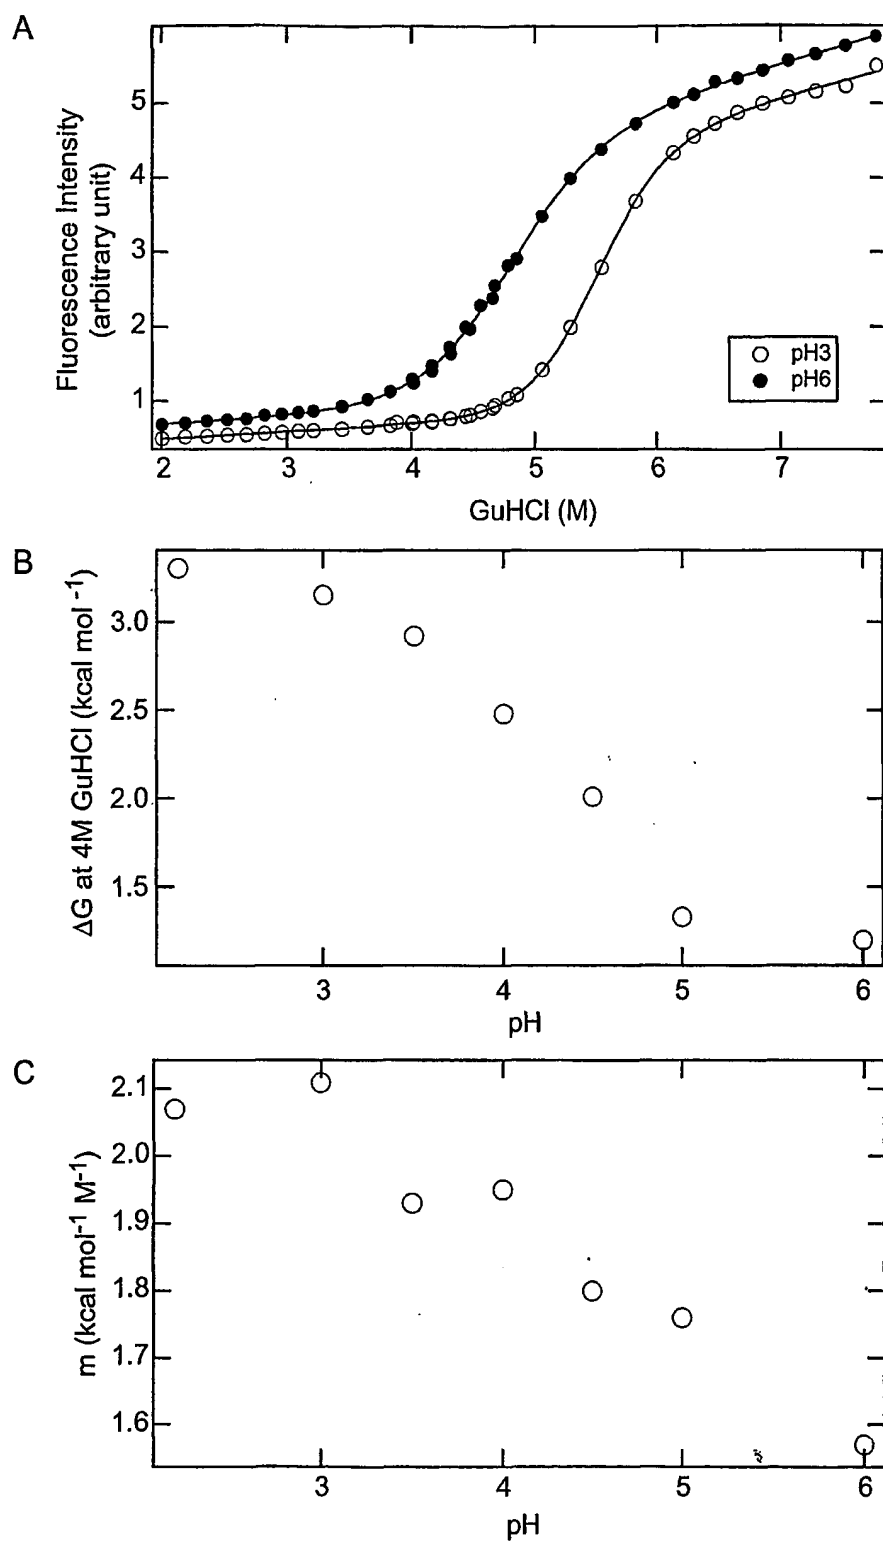 A
Fluorescence Intensity
(arbitrary unit)
5
4
3
2
1
pH3
pH6
2 3 4 5 6 7
GuHCl (M)
B
ΔG at 4M GuHCl (kcal mol⁻¹)
3.0
2.5
2.0
1.5
3 4 5 6
pH
C
m (kcal mol⁻¹ M⁻¹)
2.1
2.0
1.9
1.8
1.7
1.6
3 4 5 6
pH